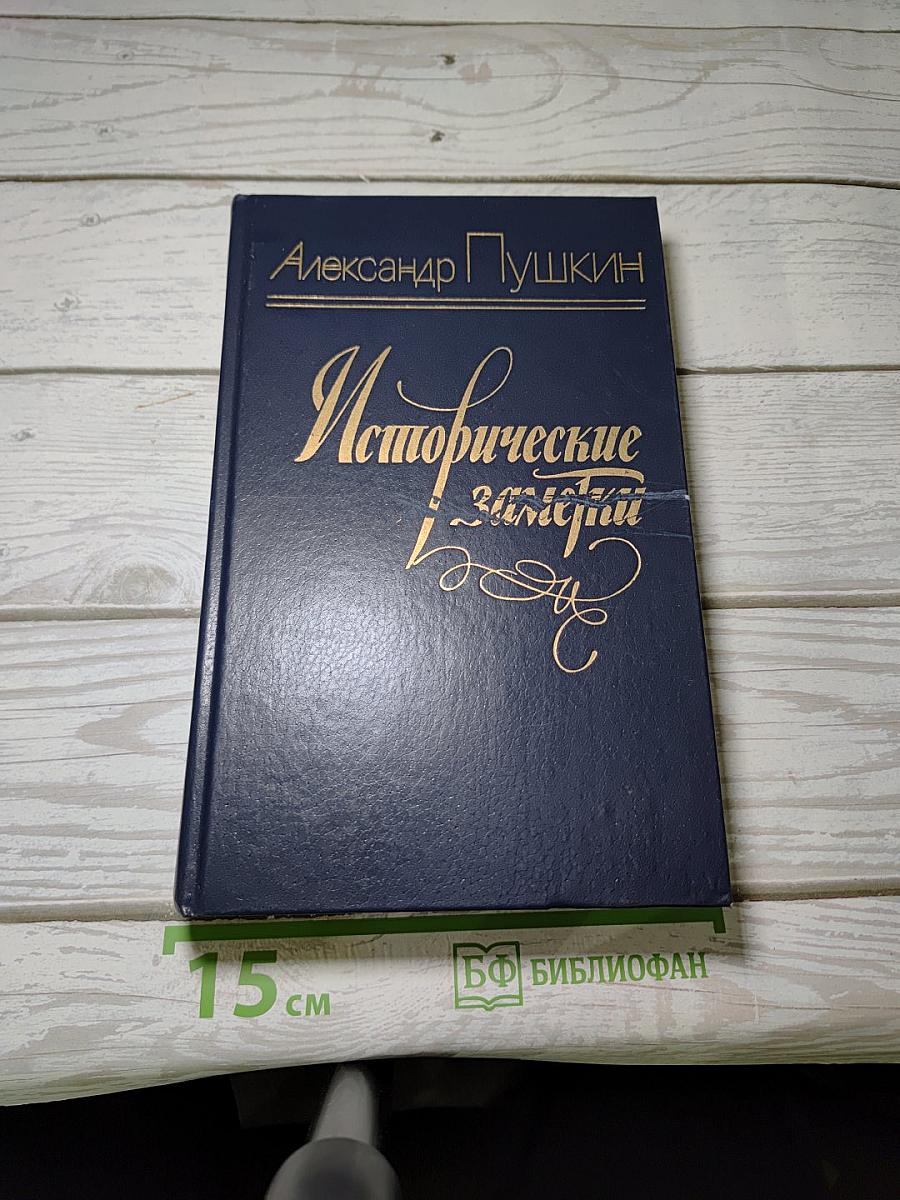 Александр Пушкин
Исторические
заметки
15 см
БФ БИБЛИОФАН